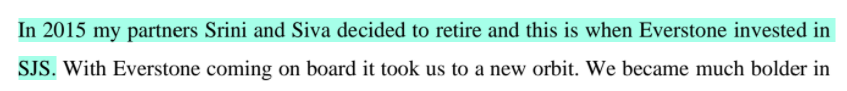 In 2015 my partners Srini and Siva decided to retire and this is when Everstone invested in
SJS. With Everstone coming on board it took us to a new orbit. We became much bolder in